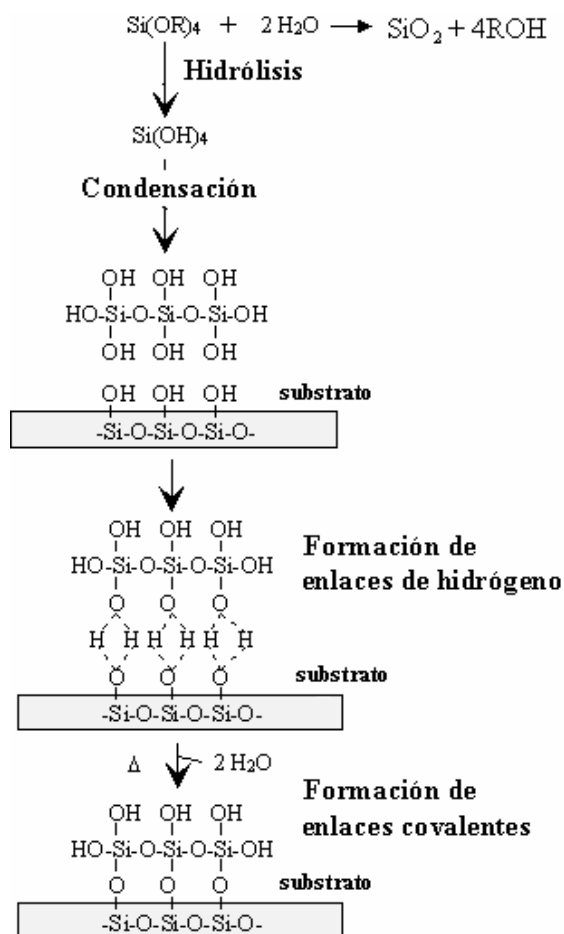 Si(OR)4 + 2 H2O → SiO2 + 4ROH
Hidrólisis
Si(OH)4
Condensación
OH OH OH
HO-Si-O-Si-O-Si-OH
OH OH OH
OH OH OH substrato
-Si-O-Si-O-Si-O-
OH OH OH
Formación de
HO-Si-O-Si-O-Si-OH
enlaces de hidrógeno
O O O
H H H H H H
O O O substrato
-Si-O-Si-O-Si-O-
Δ 2 H2O
Formación de
OH OH OH
enlaces covalentes
HO-Si-O-Si-O-Si-OH
O O O substrato
-Si-O-Si-O-Si-O-